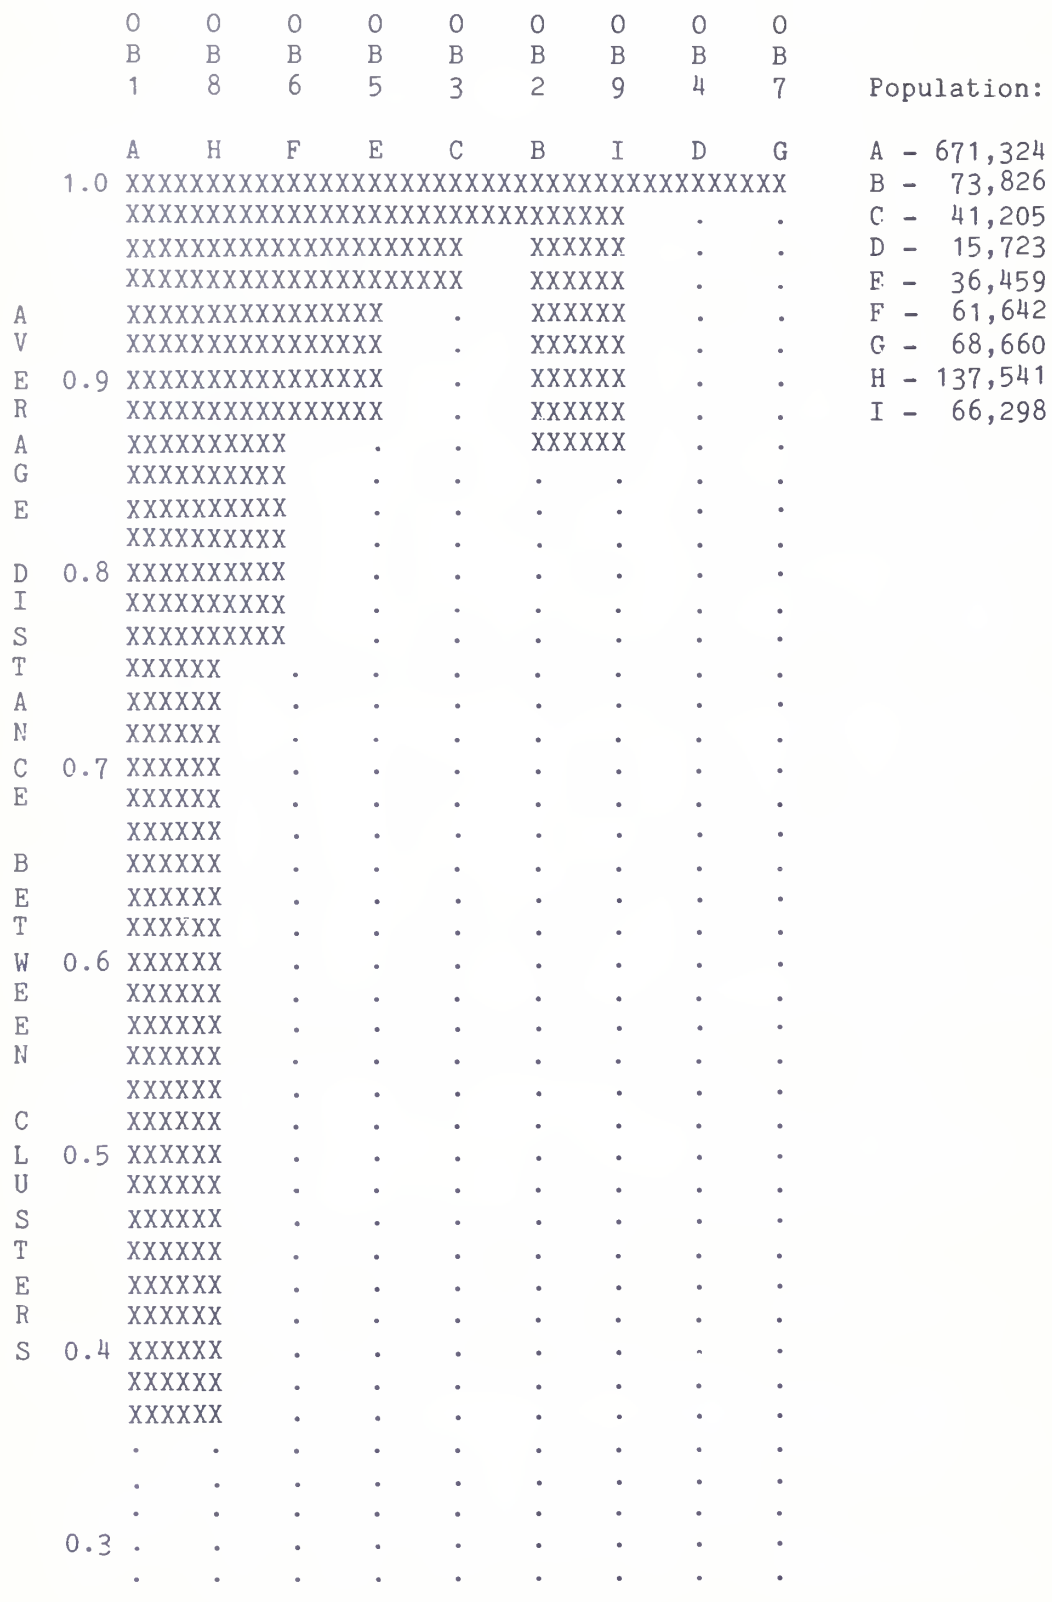 O O O O O O O O O
B B B B B B B B B
1 8 6 5 3 2 9 4 7 Population:
A H F E C B I D G A - 671,324
1.0 XXXXXXXXXXXXXXXXXXXXXXXXXXXXXXXXXXXXXXXXX B - 73,826
XXXXXXXXXXXXXXXXXXXXXXXXXXXXXXX . . C - 41,205
XXXXXXXXXXXXXXXXXXXXX XXXXXX . . D - 15,723
XXXXXXXXXXXXXXXXXXXXX XXXXXX . . E - 36,459
A XXXXXXXXXXXXXXXX . XXXXXX . . F - 61,642
V XXXXXXXXXXXXXXXX . XXXXXX . . G - 68,660
E 0.9 XXXXXXXXXXXXXXXX . XXXXXX . . H - 137,541
R XXXXXXXXXXXXXXXX . XXXXXX . . I - 66,298
A XXXXXXXXXX . . XXXXXX . .
G XXXXXXXXXX . . . . . .
E XXXXXXXXXX . . . . . .
XXXXXXXXXX . . . . . .
D 0.8 XXXXXXXXXX . . . . . .
I XXXXXXXXXX . . . . . .
S XXXXXXXXXX . . . . . .
T XXXXXX . . . . . . .
A XXXXXX . . . . . . .
N XXXXXX . . . . . . .
C 0.7 XXXXXX . . . . . . .
E XXXXXX . . . . . . .
XXXXXX . . . . . . .
B XXXXXX . . . . . . .
E XXXXXX . . . . . . .
T XXXXXX . . . . . . .
W 0.6 XXXXXX . . . . . . .
E XXXXXX . . . . . . .
E XXXXXX . . . . . . .
N XXXXXX . . . . . . .
XXXXXX . . . . . . .
C XXXXXX . . . . . . .
L 0.5 XXXXXX . . . . . . .
U XXXXXX . . . . . . .
S XXXXXX . . . . . . .
T XXXXXX . . . . . . .
E XXXXXX . . . . . . .
R XXXXXX . . . . . . .
S 0.4 XXXXXX . . . . . . .
XXXXXX . . . . . . .
XXXXXX . . . . . . .
. . . . . . . . .
. . . . . . . . .
. . . . . . . . .
0.3 . . . . . . . . .
. . . . . . . . .